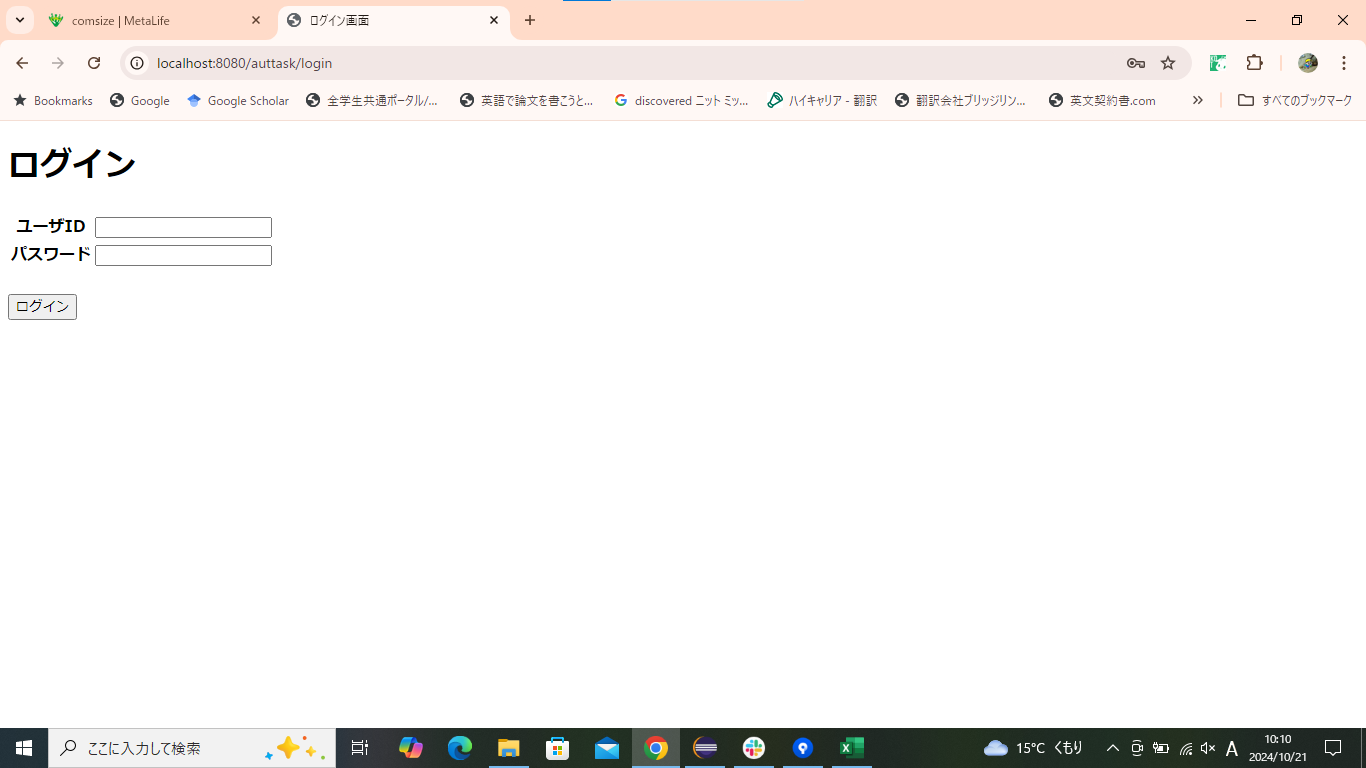 comsize | MetaLife
ログイン画面
localhost:8080/auttask/login
Bookmarks
Google
Google Scholar
全学生共通ポータル/...
英語で論文を書こうと...
discovered ニット ミッ...
ハイキャリア - 翻訳
翻訳会社ブリッジリン...
英文契約書.com
すべてのブックマーク
ログイン
ユーザID
パスワード
ログイン
ここに入力して検索
15°C くもり
A
10:10
2024/10/21